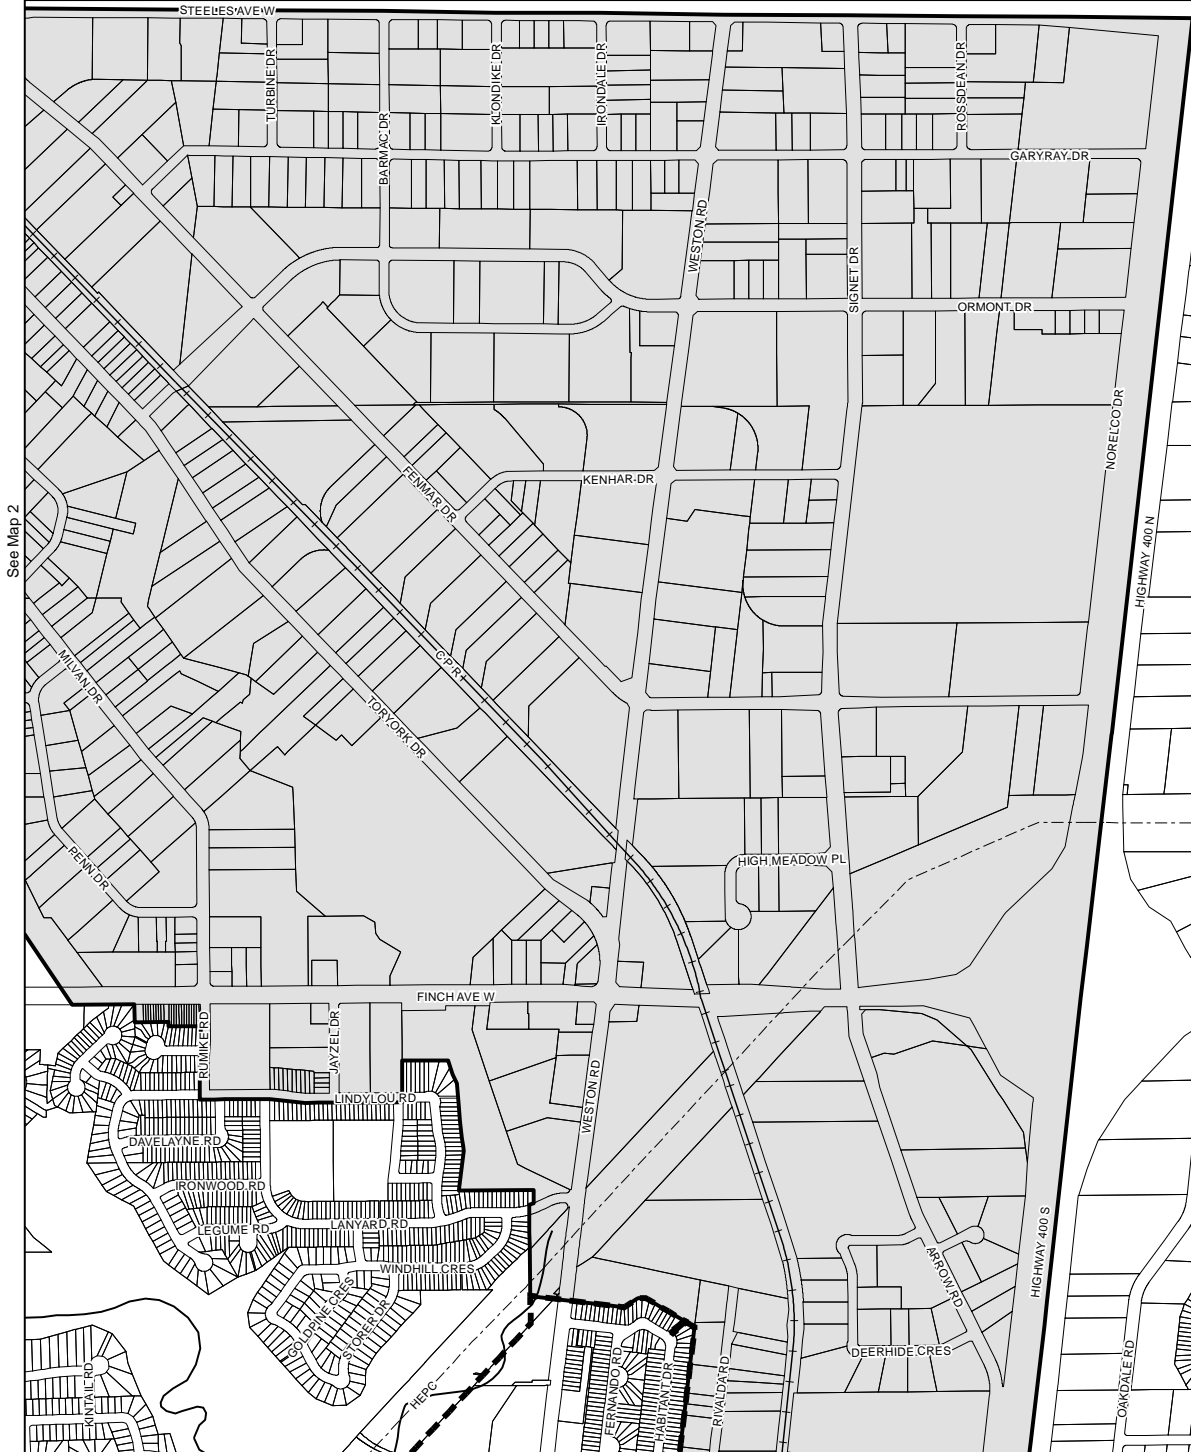 STEELES AVE W
TURBINE DR
BARMAC DR
KLONDIKE DR
IRONDALE DR
ROSSDEAN DR
GARYRAY DR
WESTON RD
SIGNET DR
ORMONT DR
NORELCO DR
KENHAR DR
FENMAR DR
See Map 2
HIGHWAY 400 N
MILVAN DR
C P R
TORYORK DR
PENN DR
HIGH MEADOW PL
FINCH AVE W
RUMIKE RD
JAYZEL DR
LINDYLOU RD
WESTON RD
DAVELAYNE RD
IRONWOOD RD
LEGUME RD
LANYARD RD
WINDHILL CRES
GOLDPINE CRES
STORER DR
HIGHWAY 400 S
ARROW RD
DEERHIDE CRES
KINTAIL RD
HEPC
FERNANDO RD
HABITANT DR
RIVALDA RD
OAKDALE RD